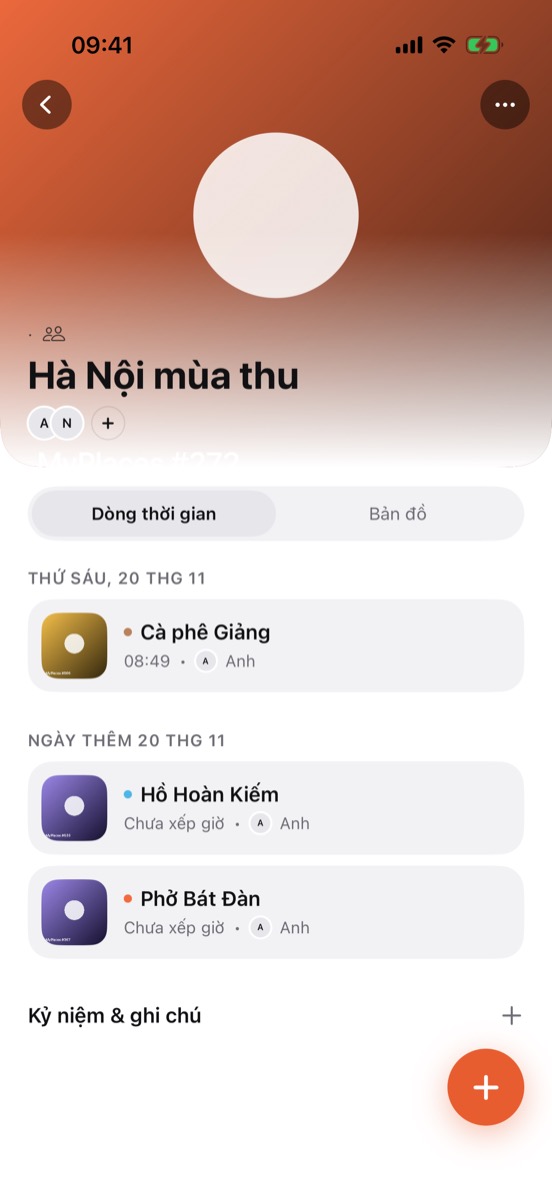 09:41
Hà Nội mùa thu
A N +
MyPlaces #272
Dòng thời gian
Bản đồ
THỨ SÁU, 20 THG 11
Cà phê Giảng
08:49 • A Anh
NGÀY THÊM 20 THG 11
Hồ Hoàn Kiếm
Chưa xếp giờ • A Anh
Phở Bát Đàn
Chưa xếp giờ • A Anh
Kỷ niệm & ghi chú